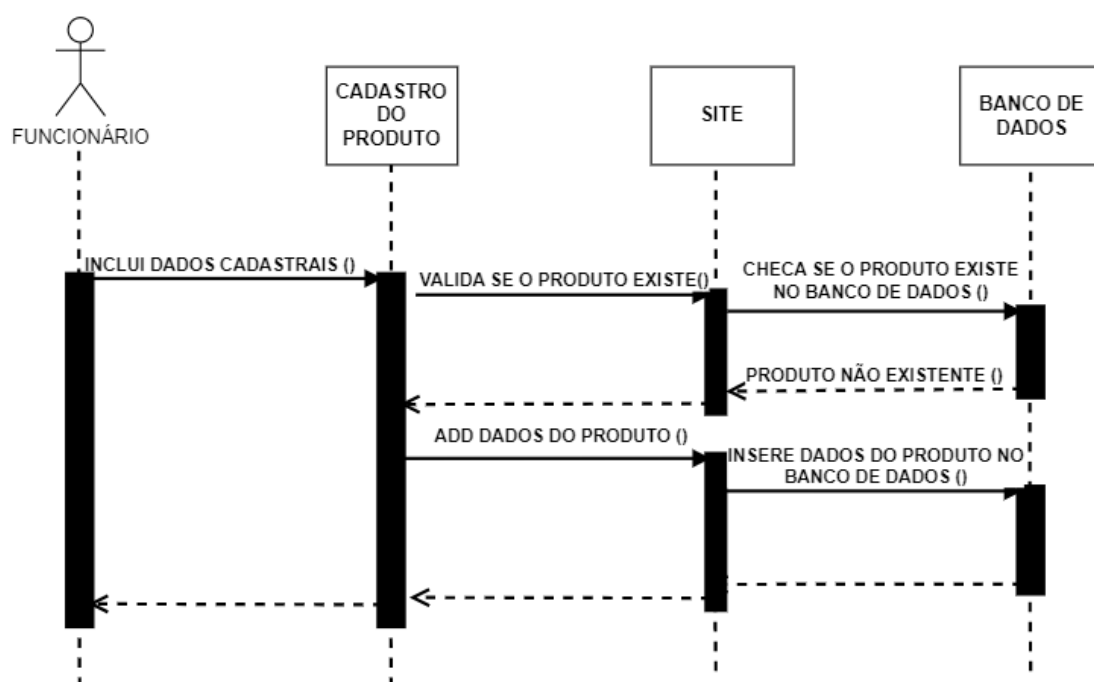 FUNCIONÁRIO
CADASTRO
DO
PRODUTO
SITE
BANCO DE
DADOS
INCLUI DADOS CADASTRAIS ()
VALIDA SE O PRODUTO EXISTE()
CHECA SE O PRODUTO EXISTE
NO BANCO DE DADOS ()
PRODUTO NÃO EXISTENTE ()
ADD DADOS DO PRODUTO ()
INSERE DADOS DO PRODUTO NO
BANCO DE DADOS ()